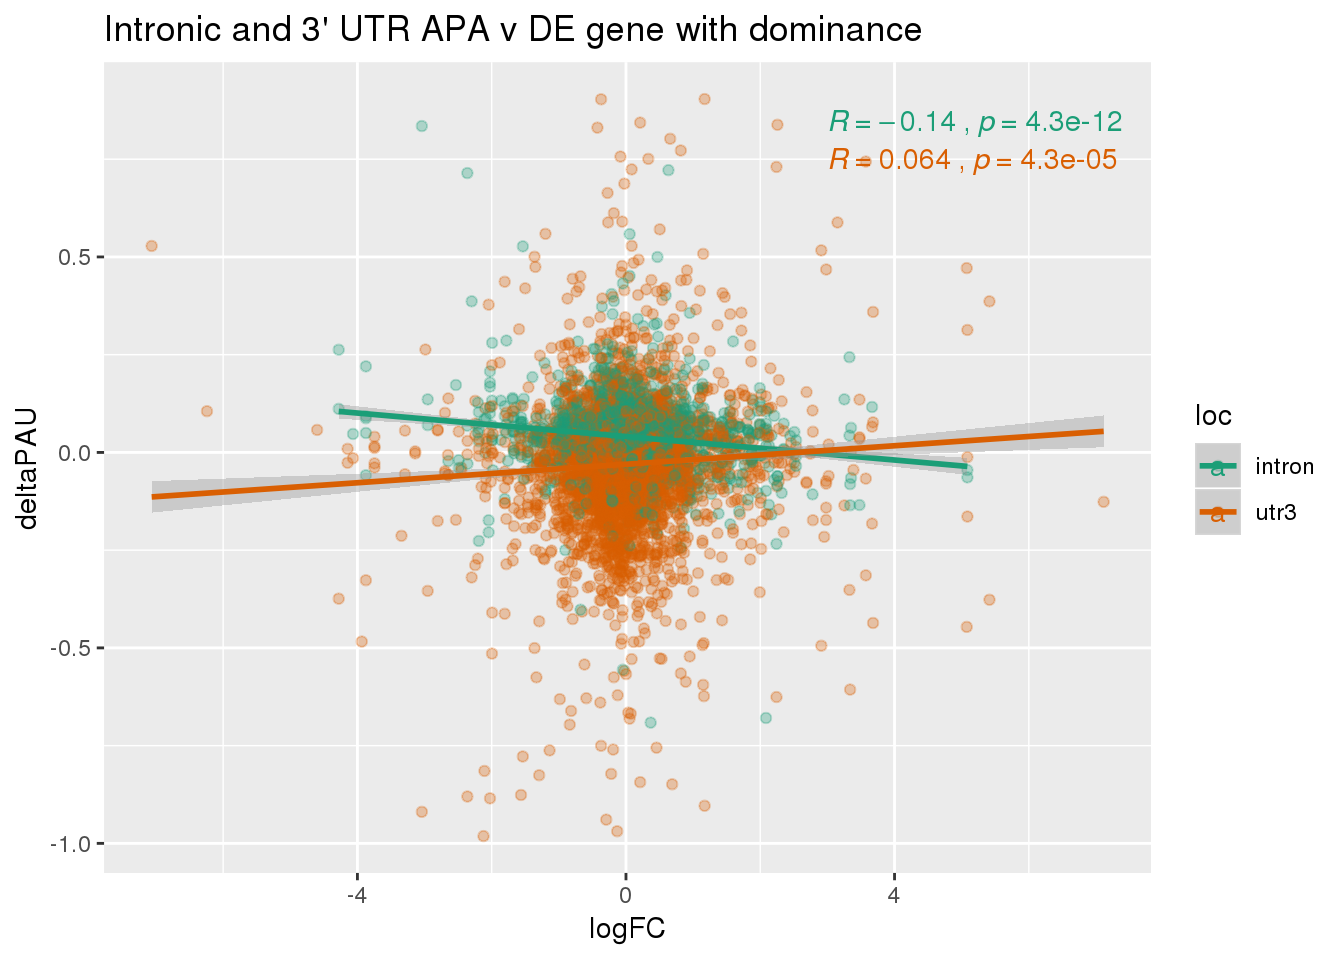 Intronic and 3' UTR APA v DE gene with dominance
R = −0.14 , p = 4.3e-12
R = 0.064 , p = 4.3e-05
0.5
0.0
-0.5
-1.0
deltaPAU
-4
0
4
logFC
loc
a intron
a utr3